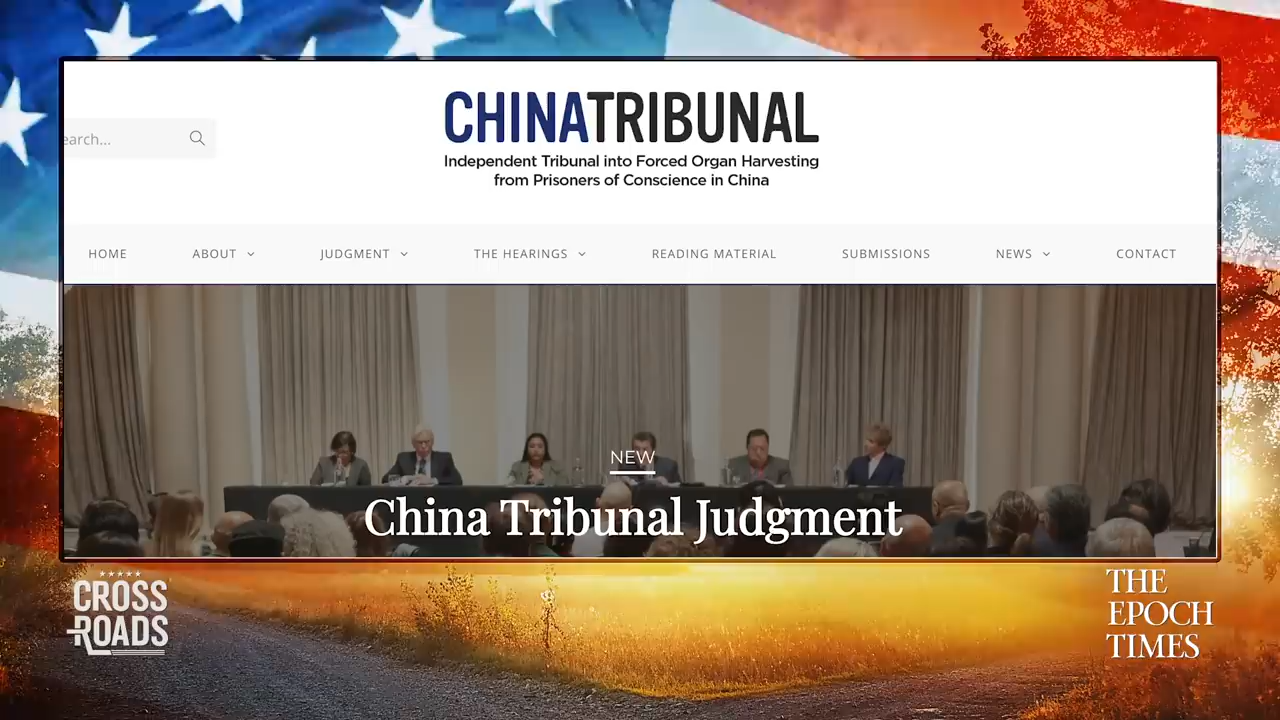 CHINATRIBUNAL
earch...
Independent Tribunal into Forced Organ Harvesting
from Prisoners of Conscience in China
HOME ABOUT JUDGMENT THE HEARINGS READING MATERIAL SUBMISSIONS NEWS CONTACT
NEW
China Tribunal Judgment
CROSS
ROADS
THE
EPOCH
TIMES